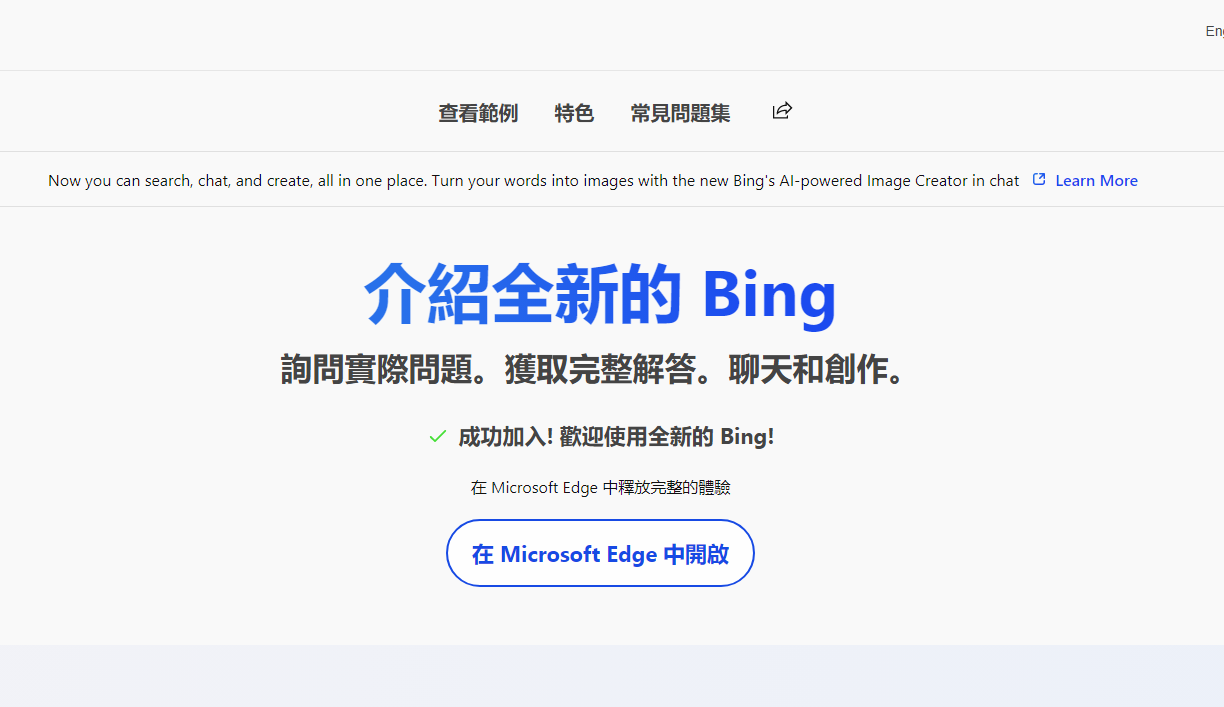 Eng
查看範例 特色 常見問題集
Now you can search, chat, and create, all in one place. Turn your words into images with the new Bing's AI-powered Image Creator in chat Learn More
介紹全新的 Bing
詢問實際問題。獲取完整解答。聊天和創作。
成功加入! 歡迎使用全新的 Bing!
在 Microsoft Edge 中釋放完整的體驗
在 Microsoft Edge 中開啟